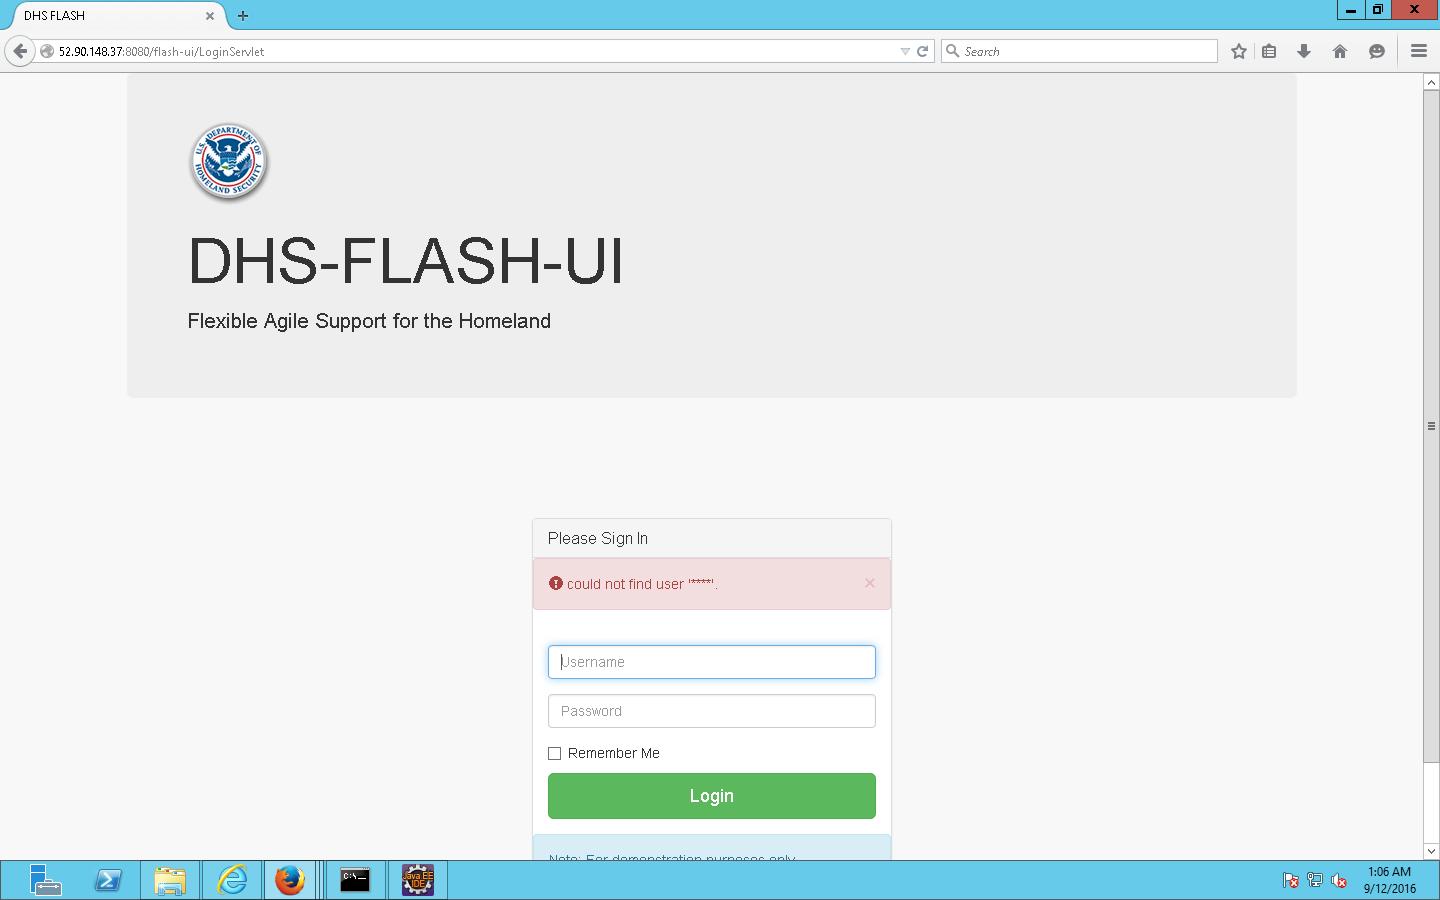 DHS FLASH
52.90.148.37:8080/flash-ui/LoginServlet
Search
U.S. DEPARTMENT OF HOMELAND SECURITY
DHS-FLASH-UI
Flexible Agile Support for the Homeland
Please Sign In
could not find user '****'.
Username
Password
Remember Me
Login
Note: For demonstration purposes only
C:\
Java EE
IDE
1:06 AM
9/12/2016